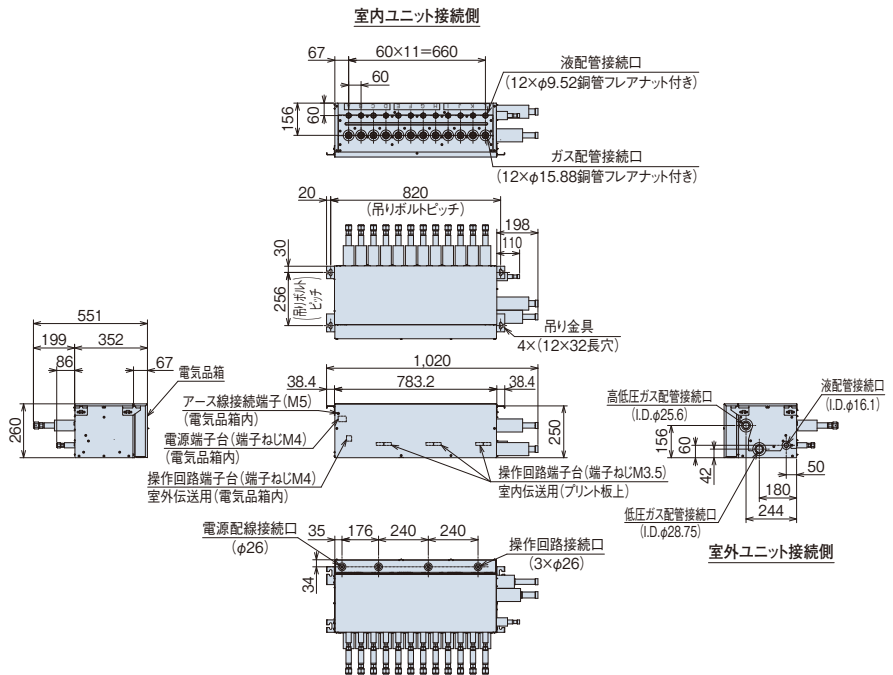 室内ユニット接続側
67
60×11=660
60
156
60
液配管接続口
(12×φ9.52銅管フレアナット付き)
ガス配管接続口
(12×φ15.88銅管フレアナット付き)
20
820
(吊りボルトピッチ)
198
110
30
256
(吊りボルト
ピッチ)
吊り金具
4×(12×32長穴)
551
199
352
86
67
電気品箱
260
1,020
38.4
783.2
38.4
アース線接続端子(M5)
(電気品箱内)
電源端子台(端子ねじM4)
(電気品箱内)
操作回路端子台(端子ねじM4)
室外伝送用(電気品箱内)
250
操作回路端子台(端子ねじM3.5)
室内伝送用(プリント板上)
高低圧ガス配管接続口
(I.D.φ25.6)
液配管接続口
(I.D.φ16.1)
156
60
42
50
180
244
低圧ガス配管接続口
(I.D.φ28.75)
室外ユニット接続側
電源配線接続口
(φ26)
35
176
240
240
34
操作回路接続口
(3×φ26)